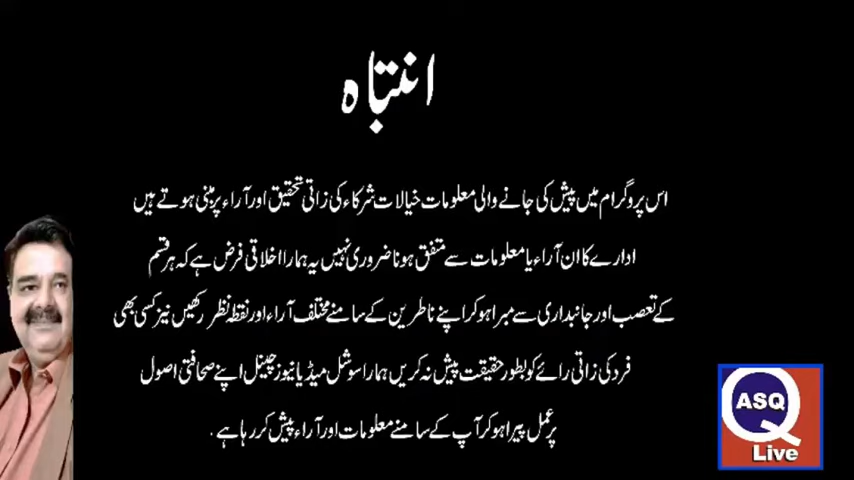 انتباہ
اس پروگرام میں پیش کی جانے والی معلومات خیالات شرکاء کی زاتی تحقیق اور آراء پر مبنی ہوتے ہیں
ادارے کا ان آراء یا معلومات سے متفق ہونا ضروری نہیں یہ ہمارا اخلاقی فرض ہے کہ ہر قسم
کے تعصب اور جانبداری سے مبرا ہو کر اپنے ناطرین کے سامنے مختلف آراء اور نقطہ نظر رکھیں نیز کسی بھی
فرد کی زاتی رائے کو بطور حقیقت پیش نہ کریں ہمارا سوشل میڈیا نیوز چینل اپنے صحافتی اصول
پر عمل پیرا ہو کر آپ کے سامنے معلومات اور آراء پیش کر رہا ہے.
ASQ
Live